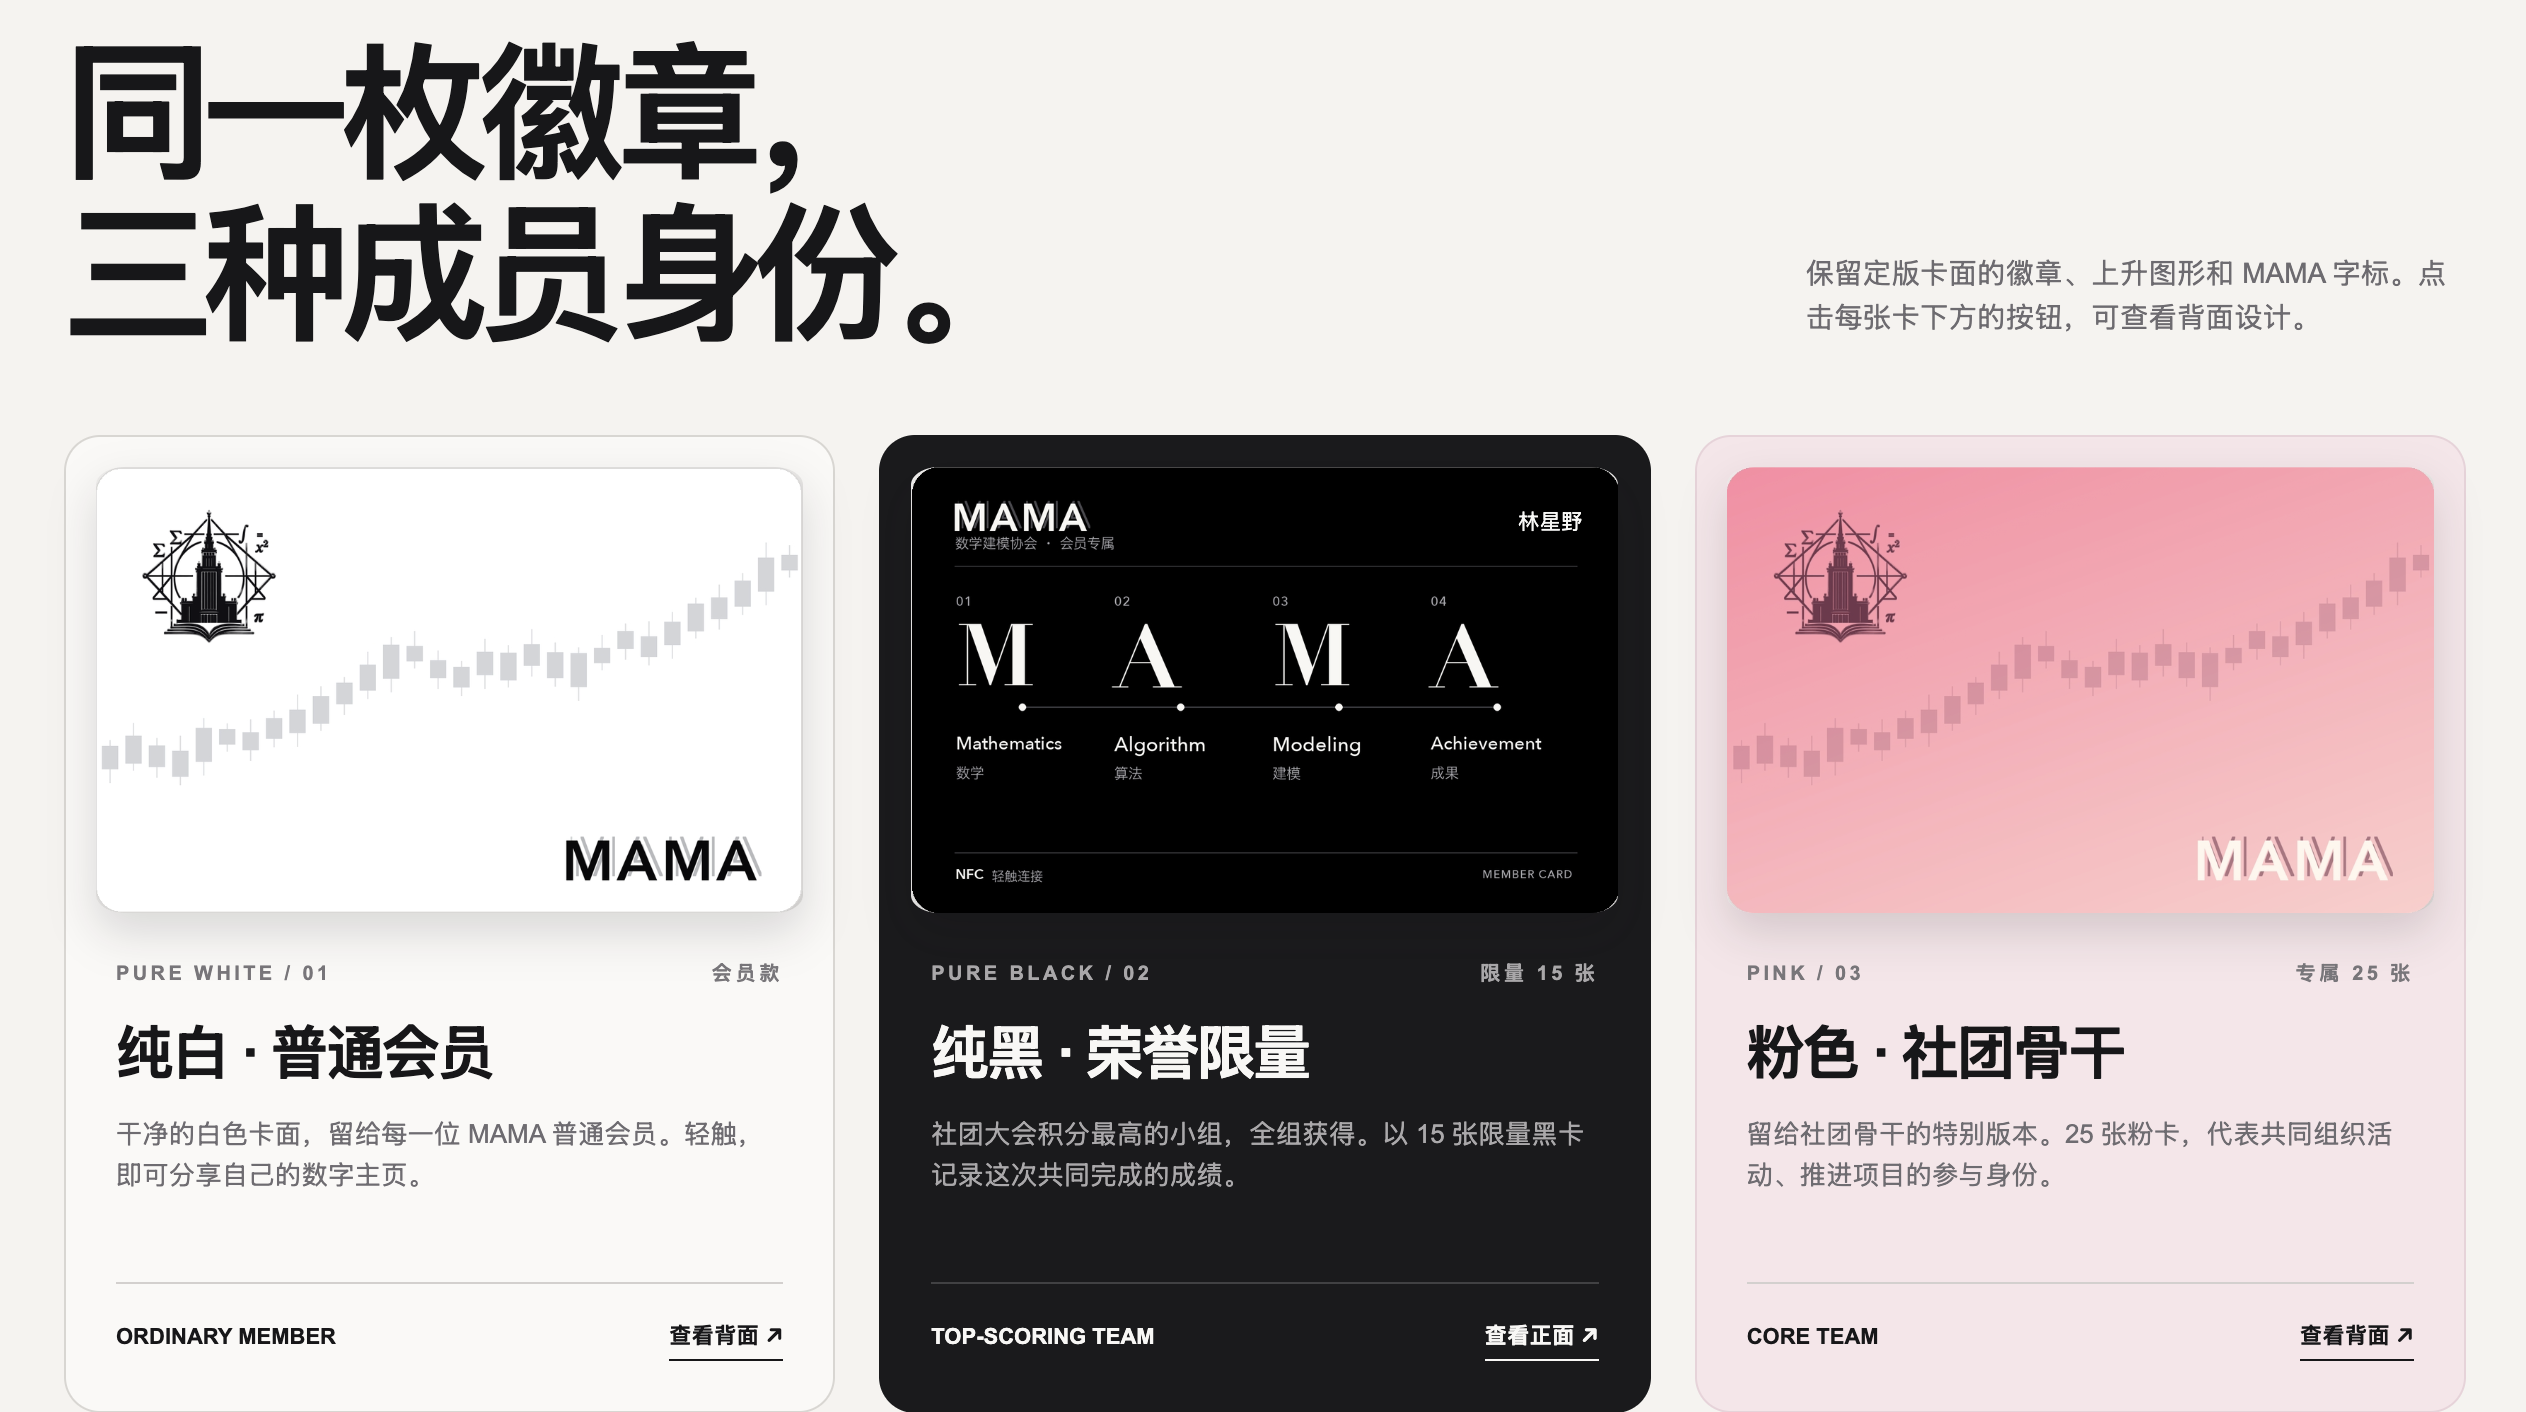 同一枚徽章，
三种成员身份。
保留定版卡面的徽章、上升图形和 MAMA 字标。点
击每张卡下方的按钮，可查看背面设计。
Σ Σ ∫ = x² − π
MAMA
PURE WHITE / 01
会员款
纯白 · 普通会员
干净的白色卡面，留给每一位 MAMA 普通会员。轻触，
即可分享自己的数字主页。
ORDINARY MEMBER
查看背面 ↗
MAMA
林星野
数学建模协会 · 会员专属
01 02 03 04
M A M A
Mathematics Algorithm Modeling Achievement
数学 算法 建模 成果
NFC 轻触连接
MEMBER CARD
PURE BLACK / 02
限量 15 张
纯黑 · 荣誉限量
社团大会积分最高的小组，全组获得。以 15 张限量黑卡
记录这次共同完成的成绩。
TOP-SCORING TEAM
查看正面 ↗
Σ Σ ∫ = x² − π
MAMA
PINK / 03
专属 25 张
粉色 · 社团骨干
留给社团骨干的特别版本。25 张粉卡，代表共同组织活
动、推进项目的参与身份。
CORE TEAM
查看背面 ↗